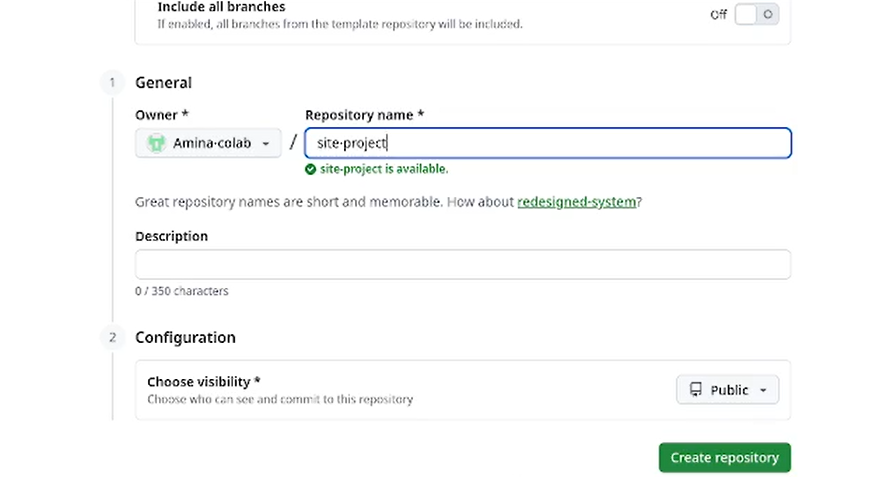 Include all branches
If enabled, all branches from the template repository will be included.
Off
1 General
Owner * Repository name *
Amina-colab / site-project
site-project is available.
Great repository names are short and memorable. How about redesigned-system?
Description
0 / 350 characters
2 Configuration
Choose visibility *
Choose who can see and commit to this repository
Public
Create repository